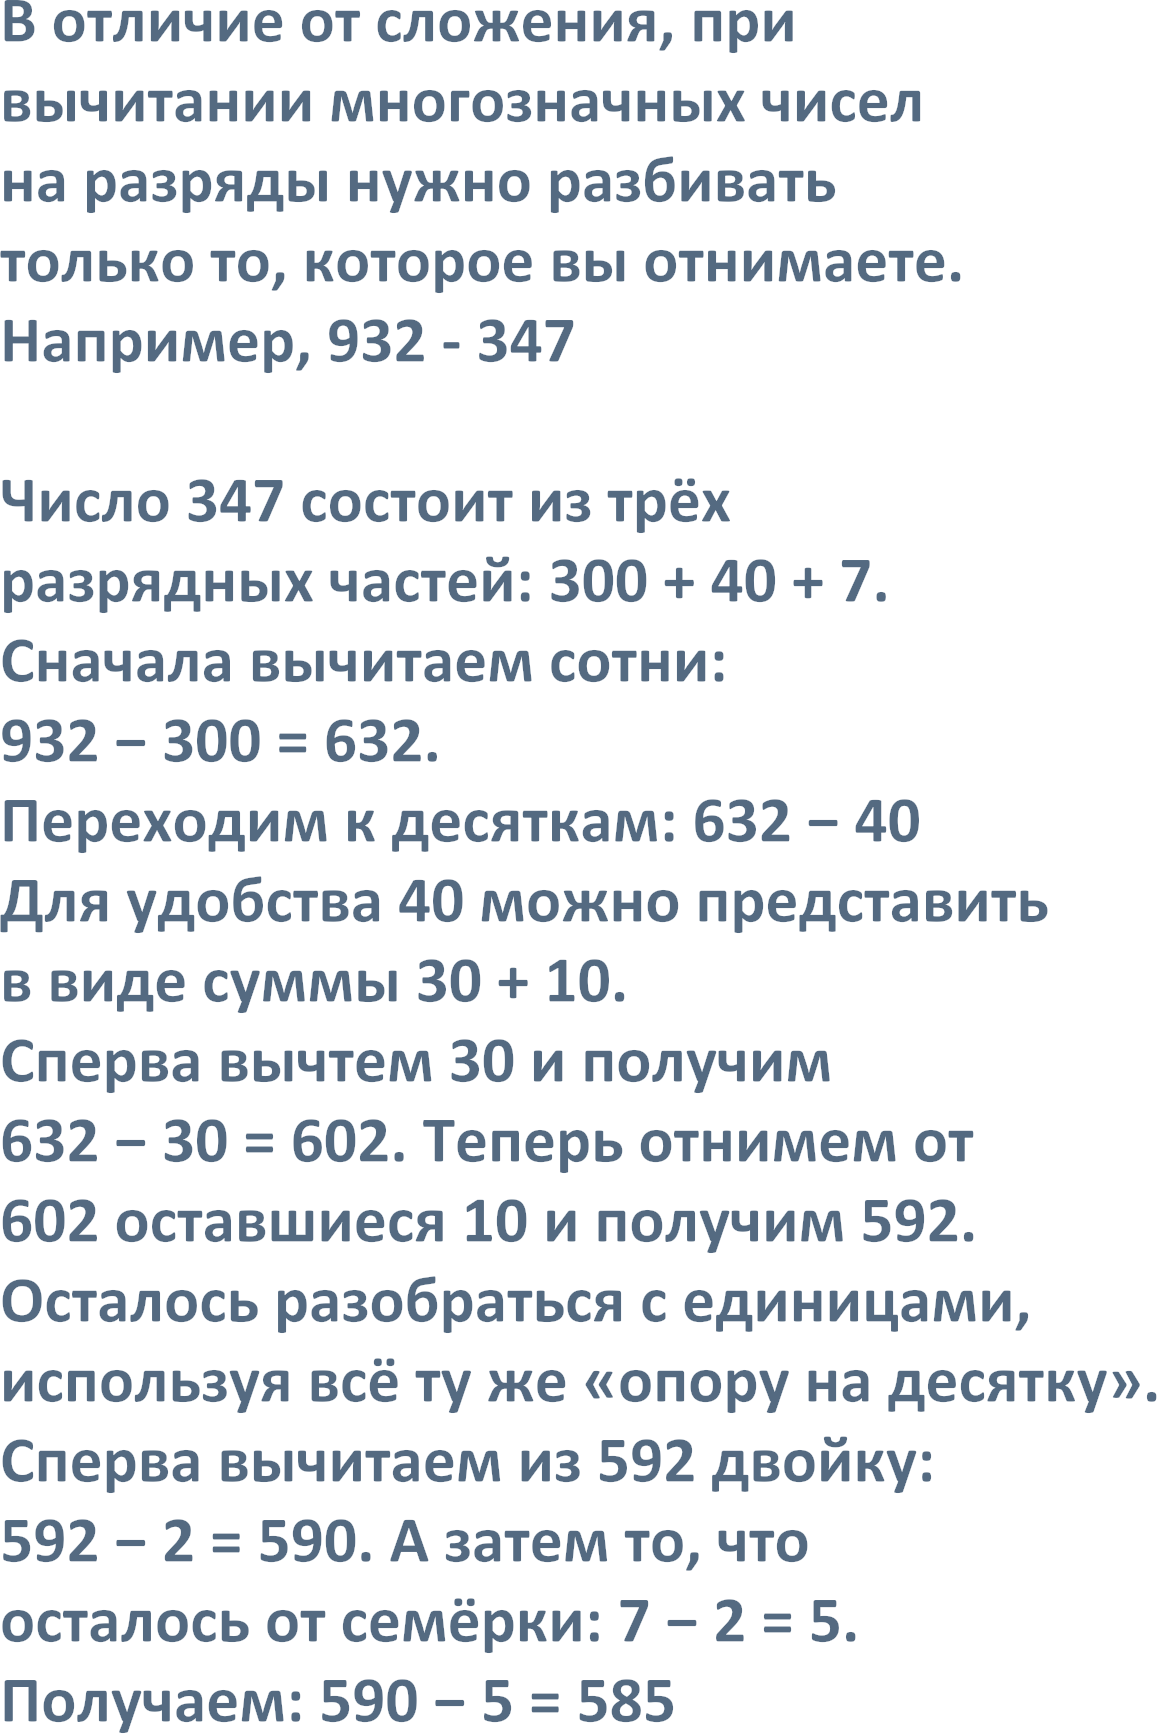 В отличие от сложения, при
вычитании многозначных чисел
на разряды нужно разбивать
только то, которое вы отнимаете.
Например, 932 - 347
Число 347 состоит из трёх
разрядных частей: 300 + 40 + 7.
Сначала вычитаем сотни:
932 − 300 = 632.
Переходим к десяткам: 632 − 40
Для удобства 40 можно представить
в виде суммы 30 + 10.
Сперва вычтем 30 и получим
632 − 30 = 602. Теперь отнимем от
602 оставшиеся 10 и получим 592.
Осталось разобраться с единицами,
используя всё ту же «опору на десятку».
Сперва вычитаем из 592 двойку:
592 − 2 = 590. А затем то, что
осталось от семёрки: 7 − 2 = 5.
Получаем: 590 − 5 = 585